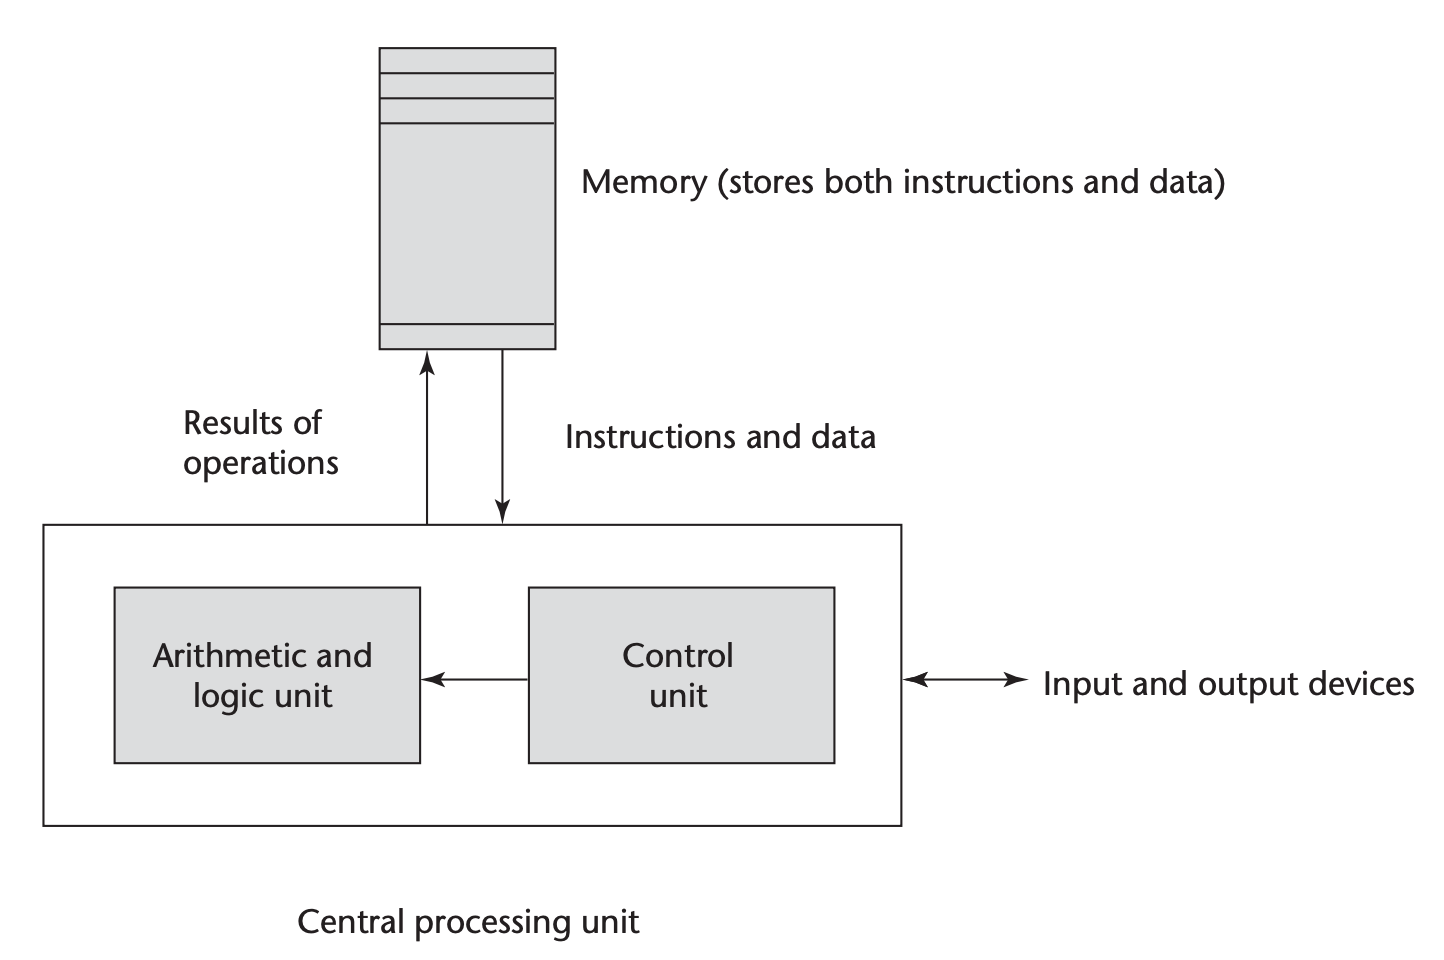 Memory (stores both instructions and data)
Results of
operations
Instructions and data
Arithmetic and
logic unit
Control
unit
Input and output devices
Central processing unit